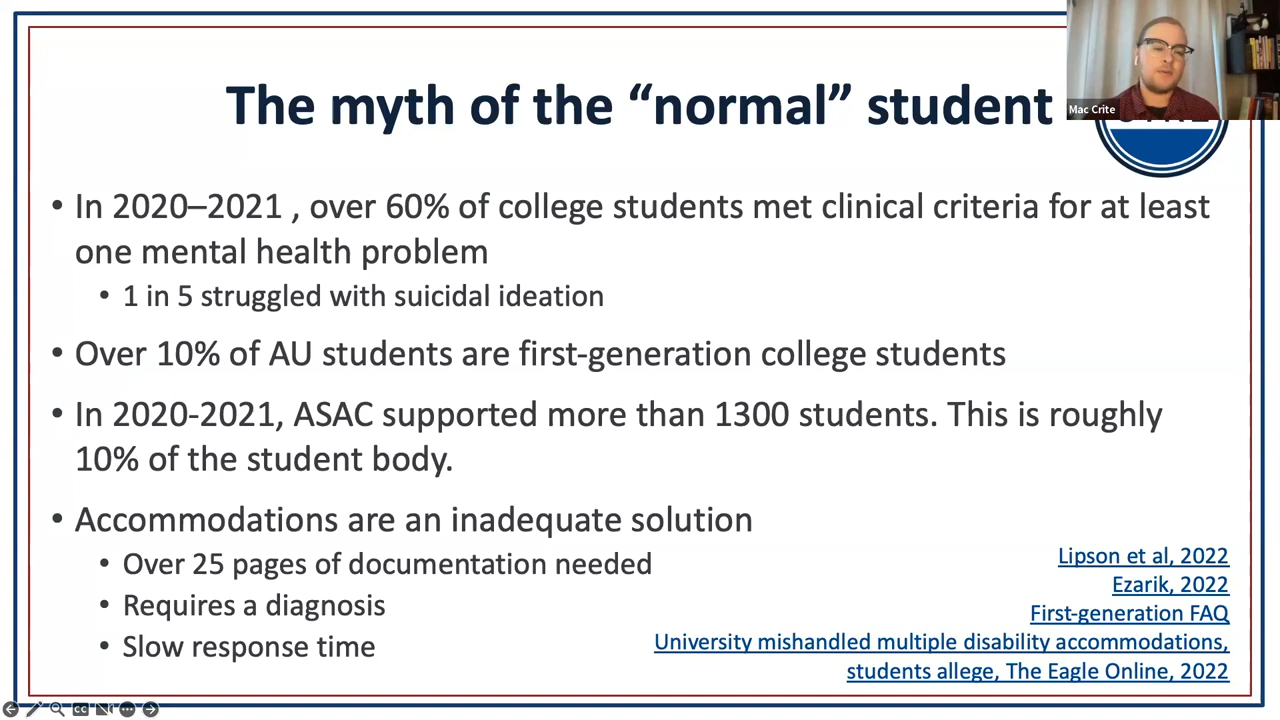 The myth of the “normal” student
Mac Crite
• In 2020–2021 , over 60% of college students met clinical criteria for at least
one mental health problem
• 1 in 5 struggled with suicidal ideation
• Over 10% of AU students are first-generation college students
• In 2020-2021, ASAC supported more than 1300 students. This is roughly
10% of the student body.
• Accommodations are an inadequate solution
• Over 25 pages of documentation needed
• Requires a diagnosis
• Slow response time
Lipson et al, 2022
Ezarik, 2022
First-generation FAQ
University mishandled multiple disability accommodations,
students allege, The Eagle Online, 2022
CC